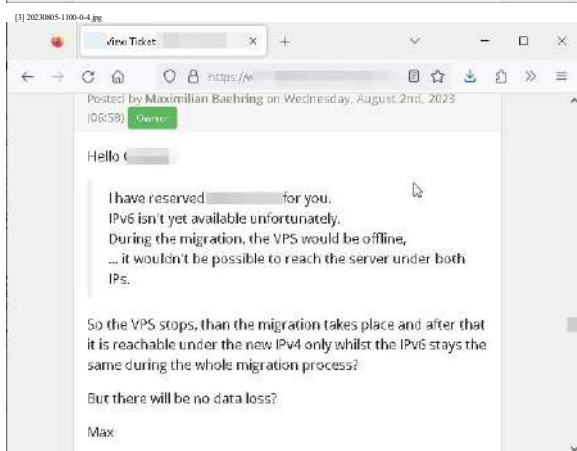 [3] 20230805-1100-0-4.jpg
View Ticket
https://
Posted by Maximilian Baehring on Wednesday, August 2nd, 2023
(06:58) Owner
Hello
I have reserved for you.
IPv6 isn't yet available unfortunately.
During the migration, the VPS would be offline,
... it wouldn't be possible to reach the server under both
IPs.
So the VPS stops, than the migration takes place and after that
it is reachable under the new IPv4 only whilst the IPv6 stays the
same during the whole migration process?
But there will be no data loss?
Max